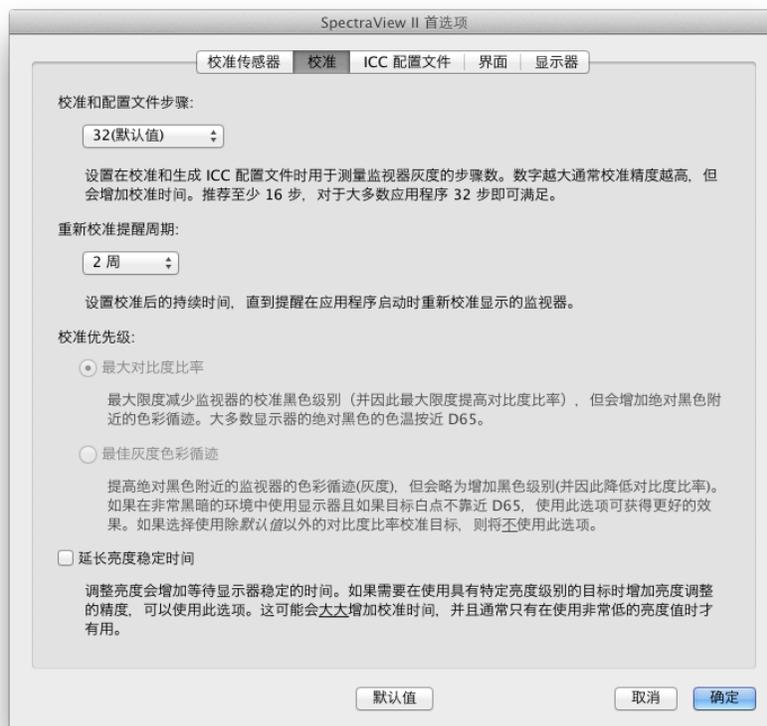 SpectraView II 首选项
校准传感器 校准 ICC 配置文件 界面 显示器
校准和配置文件步骤:
32(默认值)
设置在校准和生成 ICC 配置文件时用于测量监视器灰度的步骤数。数字越大通常校准精度越高，但
会增加校准时间。推荐至少 16 步，对于大多数应用程序 32 步即可满足。
重新校准提醒周期:
2 周
设置校准后的持续时间，直到提醒在应用程序启动时重新校准显示的监视器。
校准优先级:
最大对比度比率
最大限度减少监视器的校准黑色级别（并因此最大限度提高对比度比率），但会增加绝对黑色附
近的色彩循迹。大多数显示器的绝对黑色的色温按近 D65。
最佳灰度色彩循迹
提高绝对黑色附近的监视器的色彩循迹(灰度)，但会略为增加黑色级别(并因此降低对比度比率)。
如果在非常黑暗的环境中使用显示器且如果目标白点不靠近 D65，使用此选项可获得更好的效
果。如果选择使用除默认值以外的对比度比率校准目标，则将不使用此选项。
延长亮度稳定时间
调整亮度会增加等待显示器稳定的时间。如果需要在使用具有特定亮度级别的目标时增加亮度调整
的精度，可以使用此选项。这可能会大大增加校准时间，并且通常只有在使用非常低的亮度值时才
有用。
默认值 取消 确定